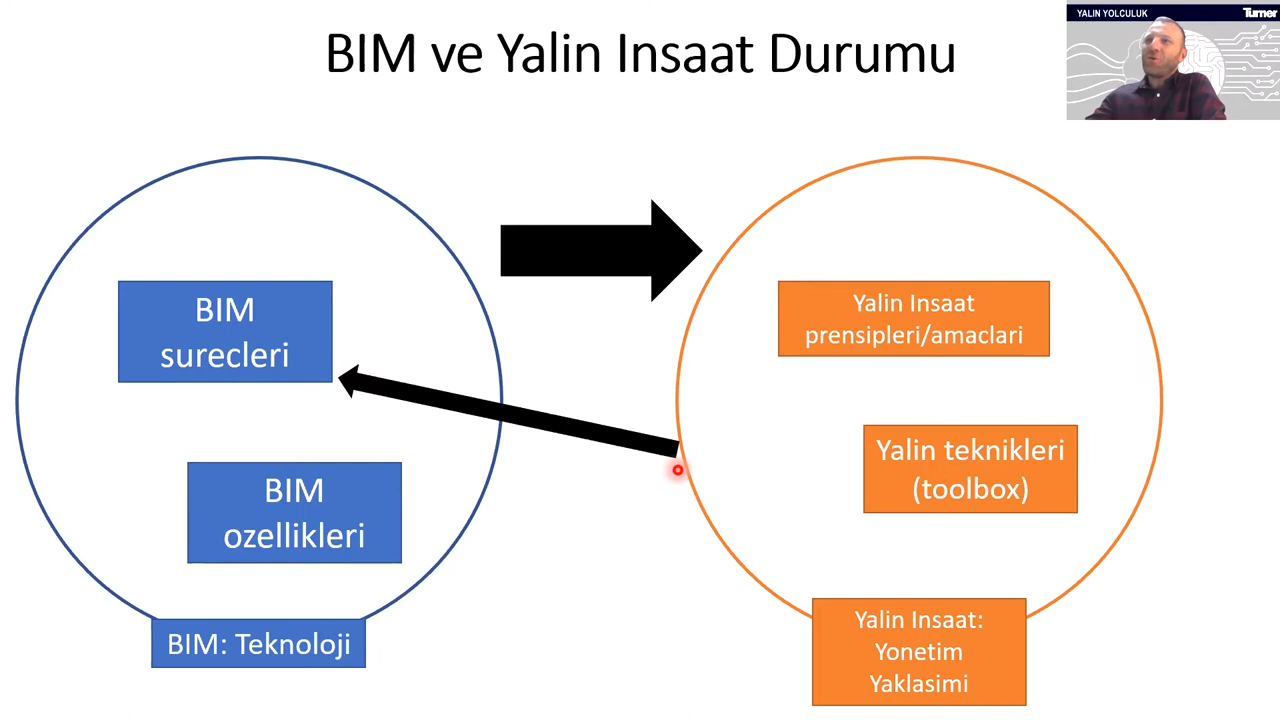 BIM ve Yalin Insaat Durumu
YALIN YOLCULUK
Turner
BIM
surecleri
BIM
ozellikleri
BIM: Teknoloji
Yalin Insaat
prensipleri/amaclari
Yalin teknikleri
(toolbox)
Yalin Insaat:
Yonetim
Yaklasimi